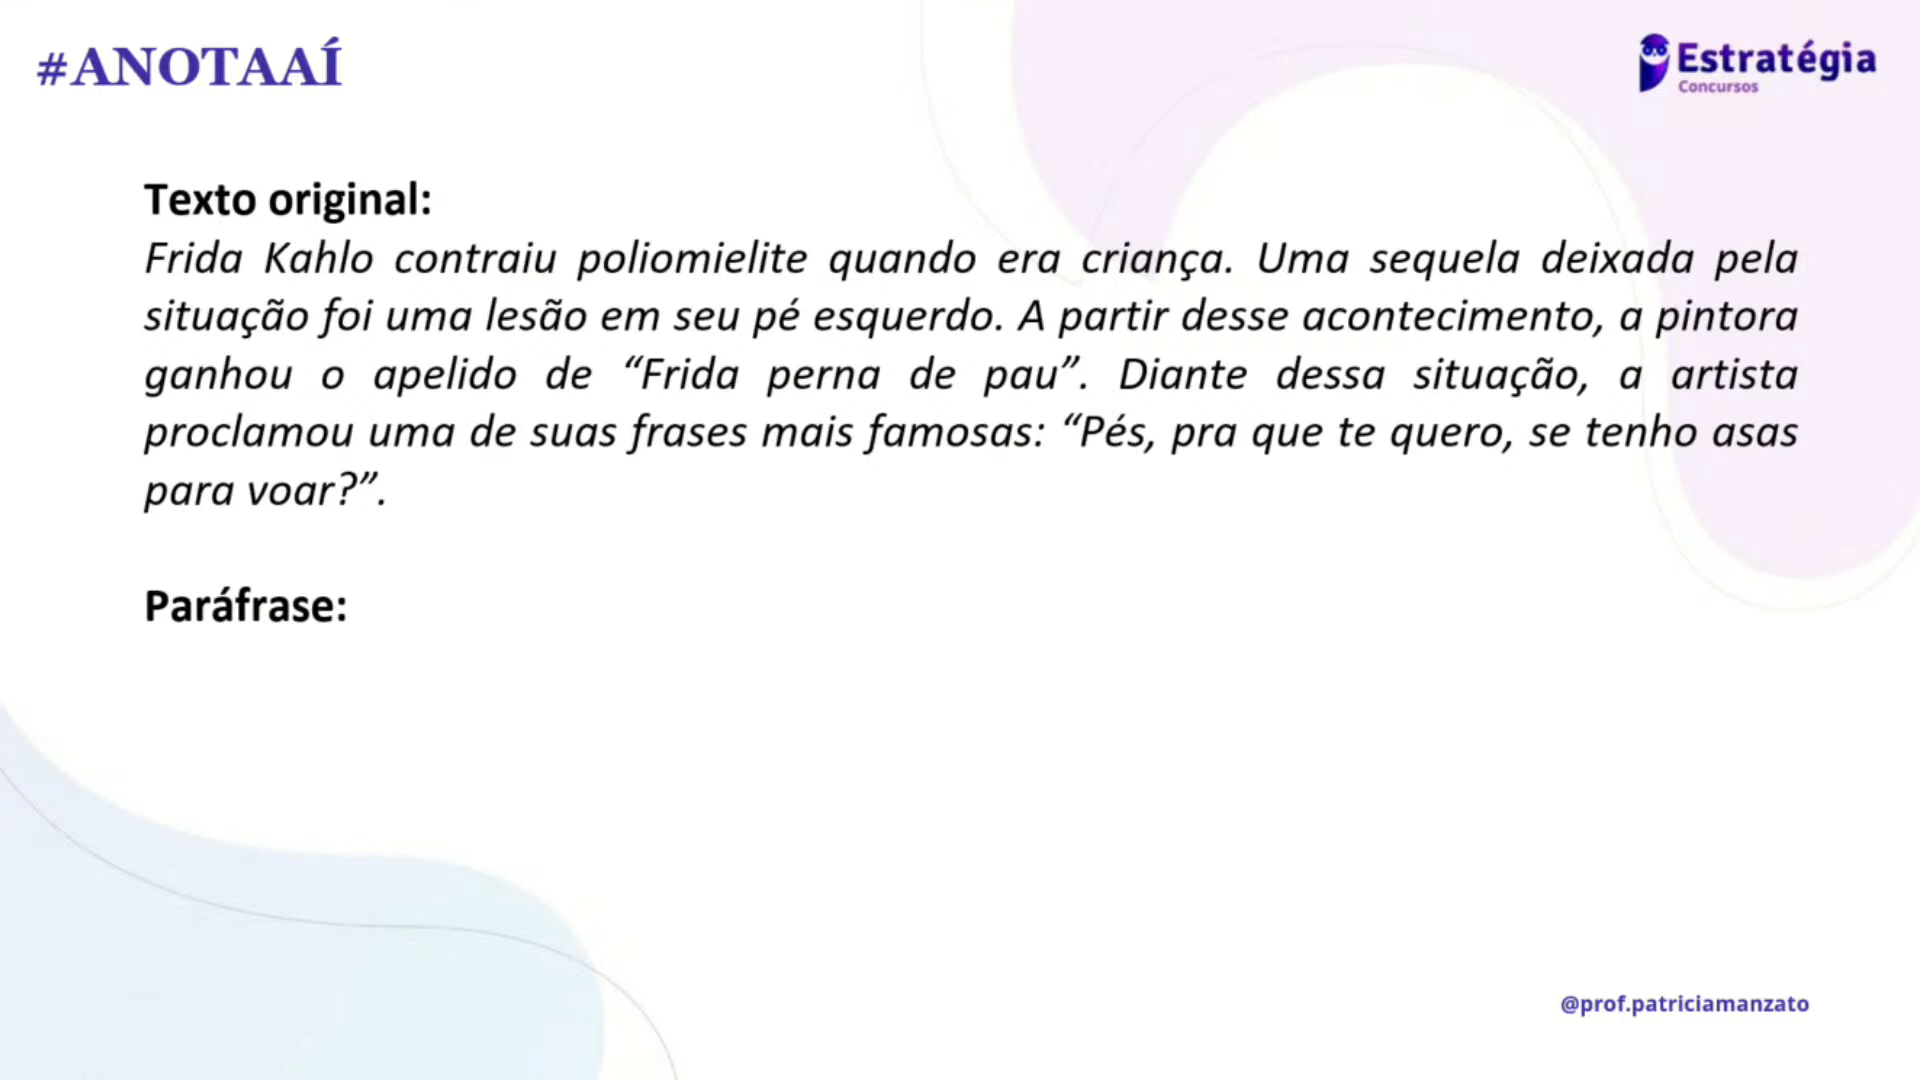 #ANOTAAÍ
Estratégia
Concursos
Texto original:
Frida Kahlo contraiu poliomielite quando era criança. Uma sequela deixada pela
situação foi uma lesão em seu pé esquerdo. A partir desse acontecimento, a pintora
ganhou o apelido de “Frida perna de pau”. Diante dessa situação, a artista
proclamou uma de suas frases mais famosas: “Pés, pra que te quero, se tenho asas
para voar?”.
Paráfrase:
@prof.patriciamanzato